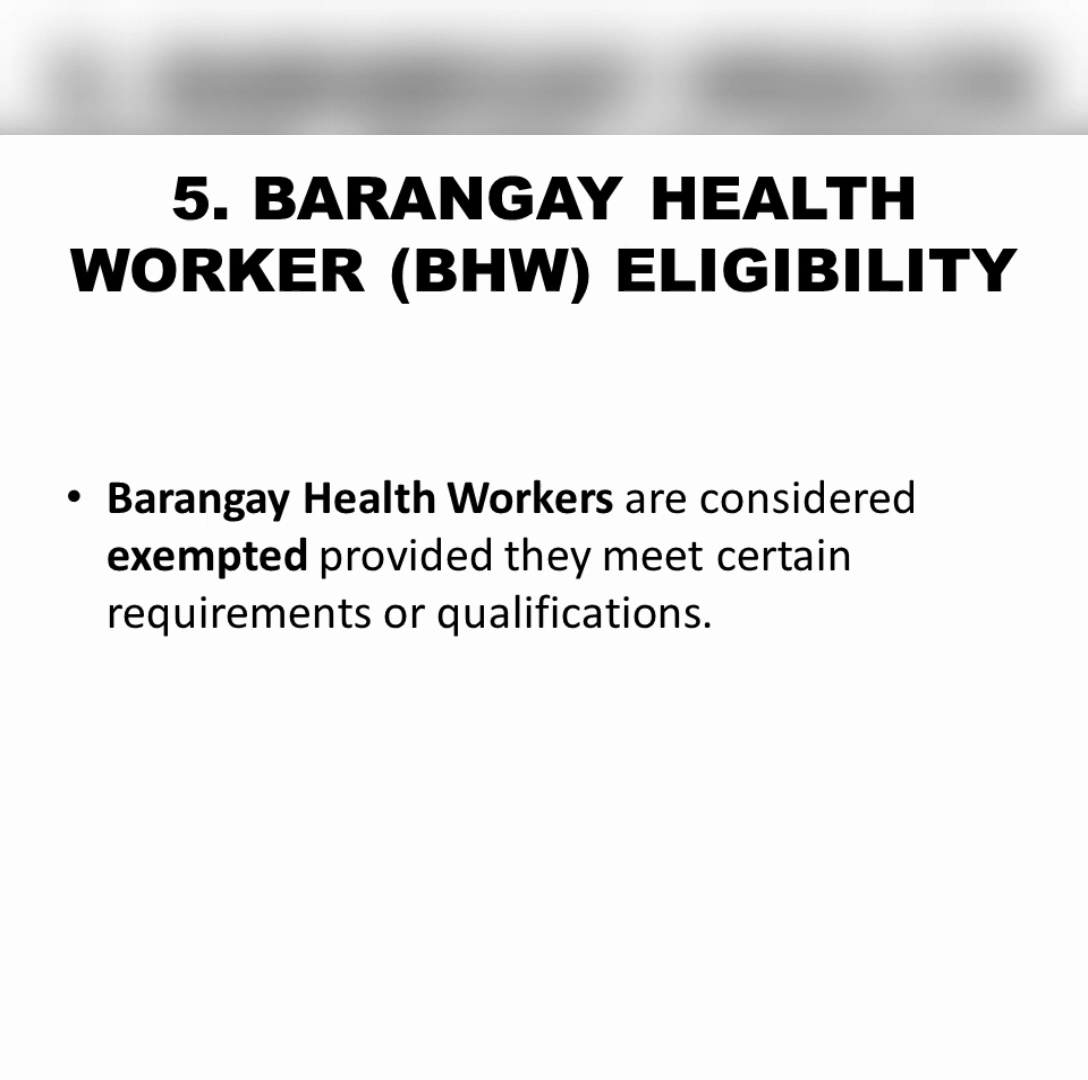 5. BARANGAY HEALTH
WORKER (BHW) ELIGIBILITY
• Barangay Health Workers are considered
exempted provided they meet certain
requirements or qualifications.